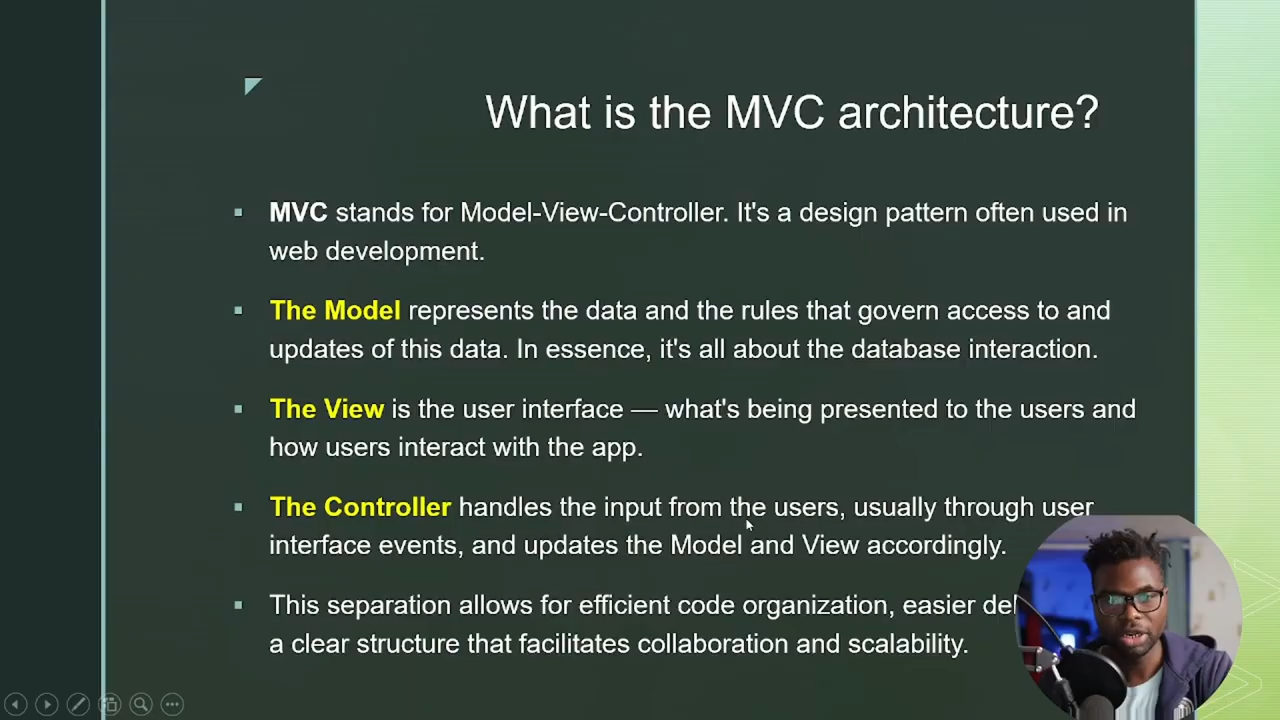 What is the MVC architecture?
MVC stands for Model-View-Controller. It's a design pattern often used in
web development.
The Model represents the data and the rules that govern access to and
updates of this data. In essence, it's all about the database interaction.
The View is the user interface — what's being presented to the users and
how users interact with the app.
The Controller handles the input from the users, usually through user
interface events, and updates the Model and View accordingly.
This separation allows for efficient code organization, easier
a clear structure that facilitates collaboration and scalability.